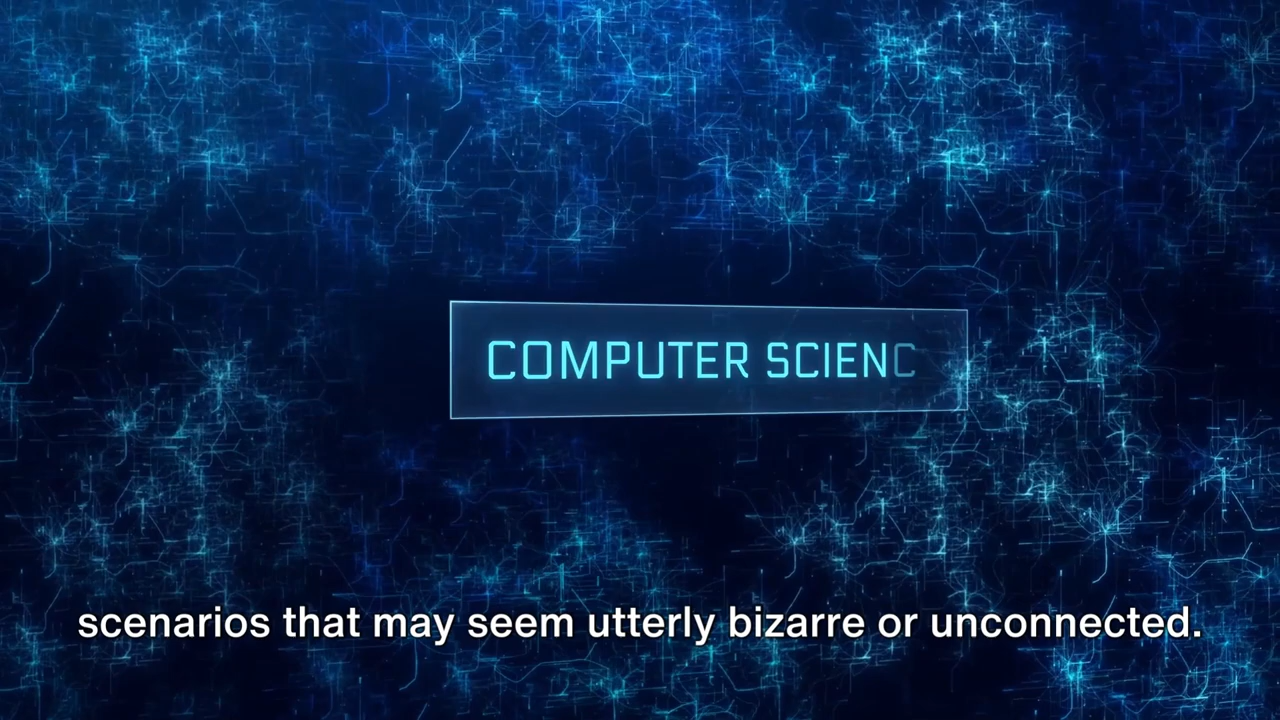 COMPUTER SCIENC
scenarios that may seem utterly bizarre or unconnected.